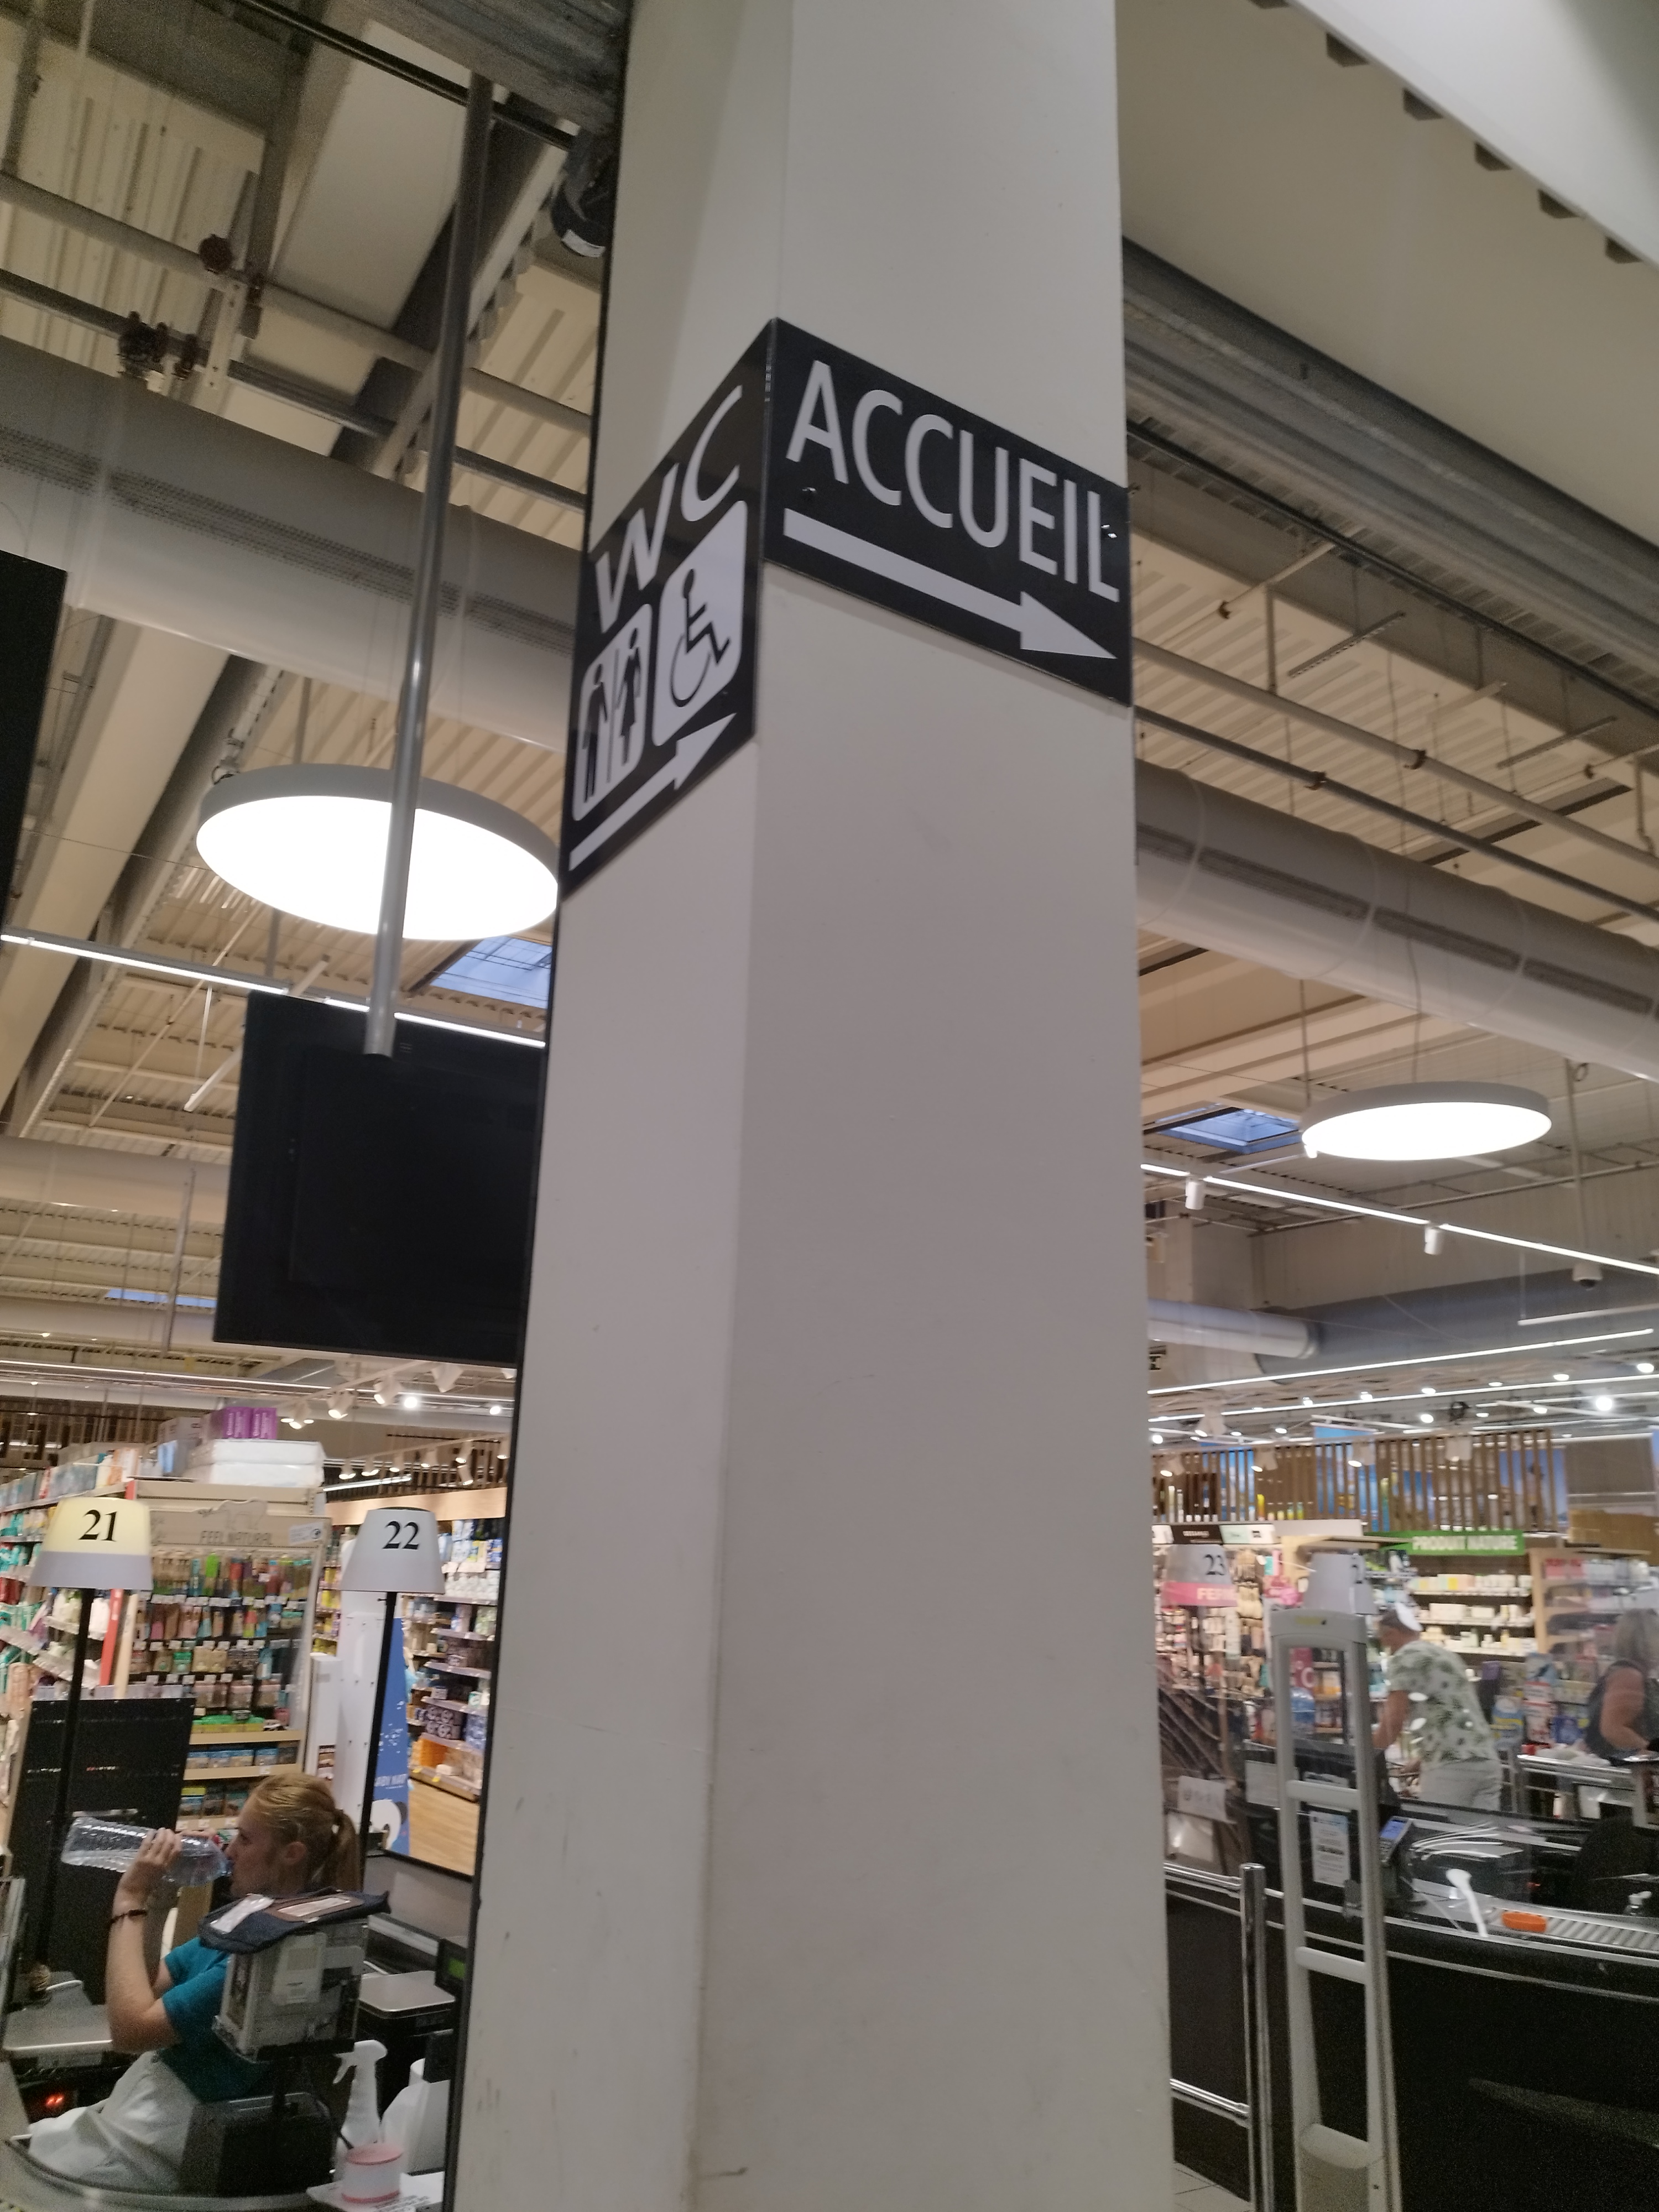 WC
ACCUEIL
21
22
23
PRODUIT NATURE